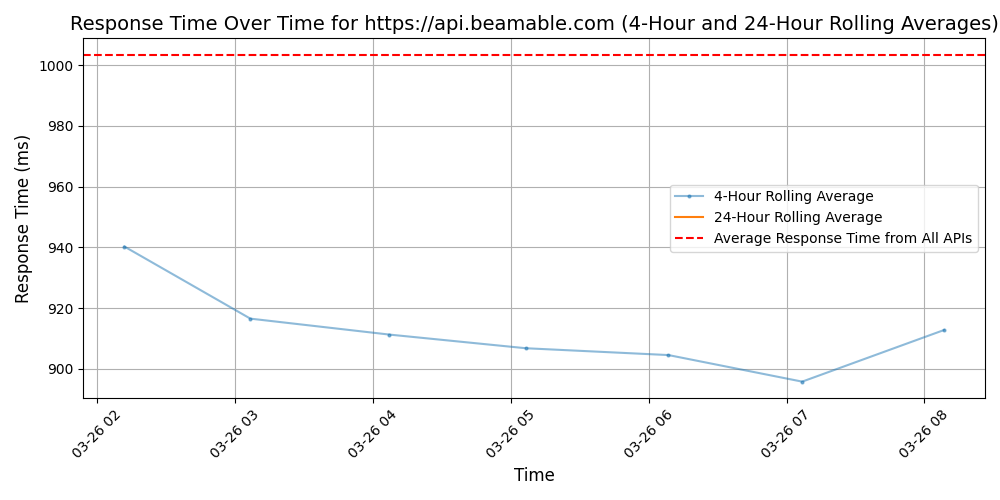 Response Time Over Time for https://api.beamable.com (4-Hour and 24-Hour Rolling Averages)
Response Time (ms)
1000
980
960
940
920
900
4-Hour Rolling Average
24-Hour Rolling Average
Average Response Time from All APIs
03-26 02
03-26 03
03-26 04
03-26 05
03-26 06
03-26 07
03-26 08
Time